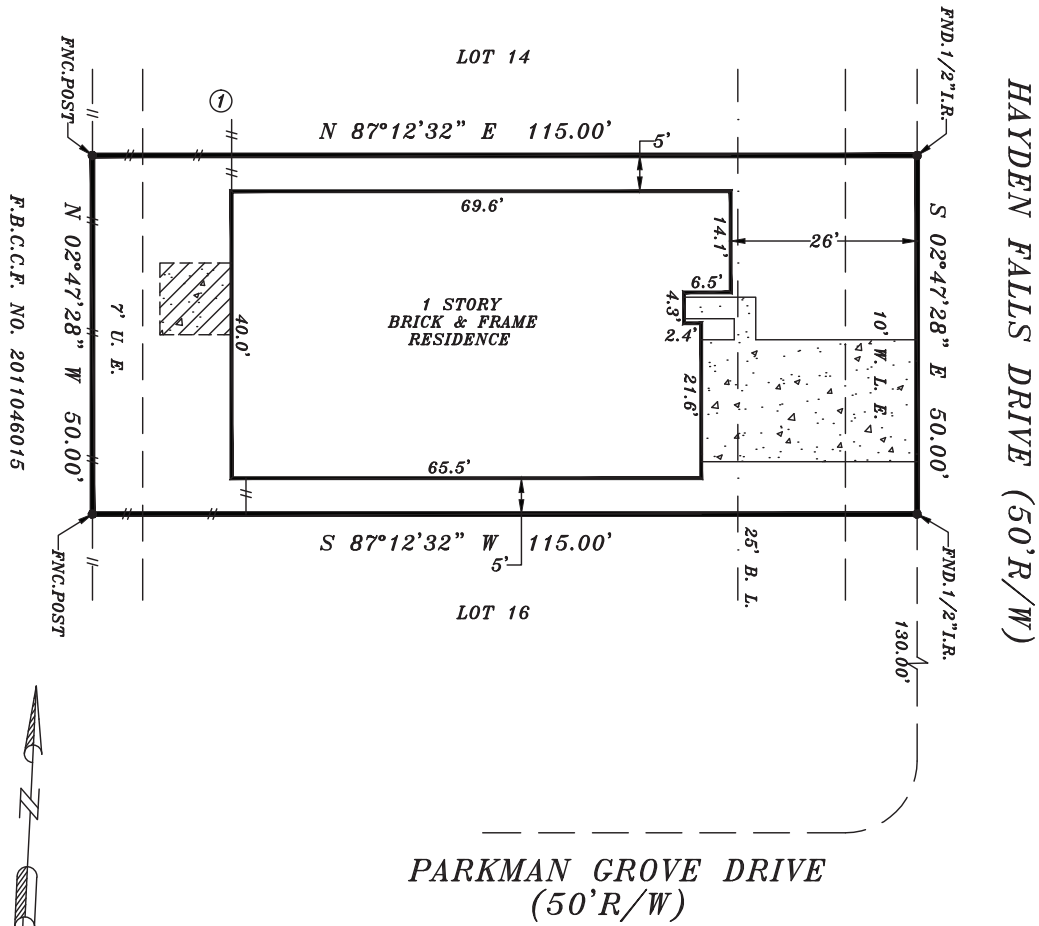 LOT 14
FNC.POST
FND.1/2"I.R.
1
N 87°12'32" E 115.00'
5'
HAYDEN FALLS DRIVE (50'R/W)
69.6'
14.1'
26'
S 02°47'28" E 50.00'
N 02°47'28" W 50.00'
F.B.C.C.F. NO. 2011046015
7' U. E.
40.0'
1 STORY
BRICK & FRAME
RESIDENCE
6.5'
4.3'
2.4'
21.6'
10' W. L. E.
65.5'
S 87°12'32" W 115.00'
5'
25' B. L.
FNC.POST
FND.1/2"I.R.
LOT 16
130.00'
N
PARKMAN GROVE DRIVE
(50'R/W)